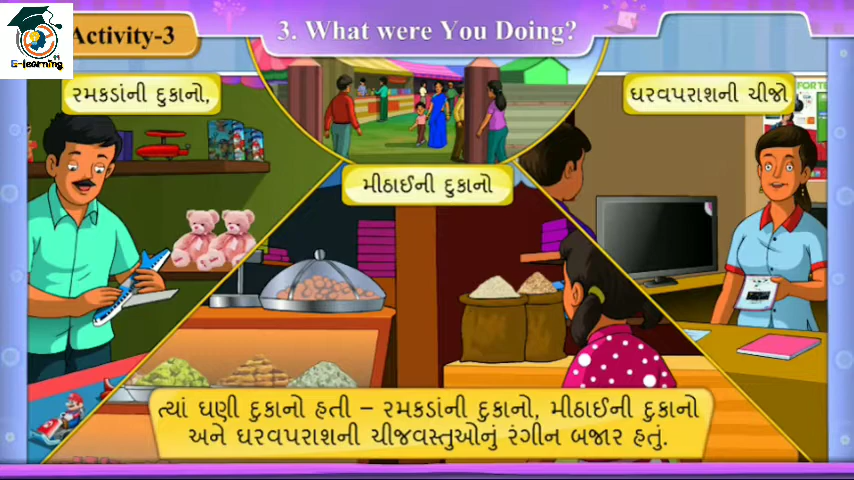 Activity-3
3. What were You Doing?
E-learning
રમકડાંની દુકાનો,
ઘરવપરાશની ચીજો
મીઠાઈની દુકાનો
ત્યાં ઘણી દુકાનો હતી – રમકડાંની દુકાનો, મીઠાઈની દુકાનો
અને ઘરવપરાશની ચીજવસ્તુઓનું રંગીન બજાર હતું.